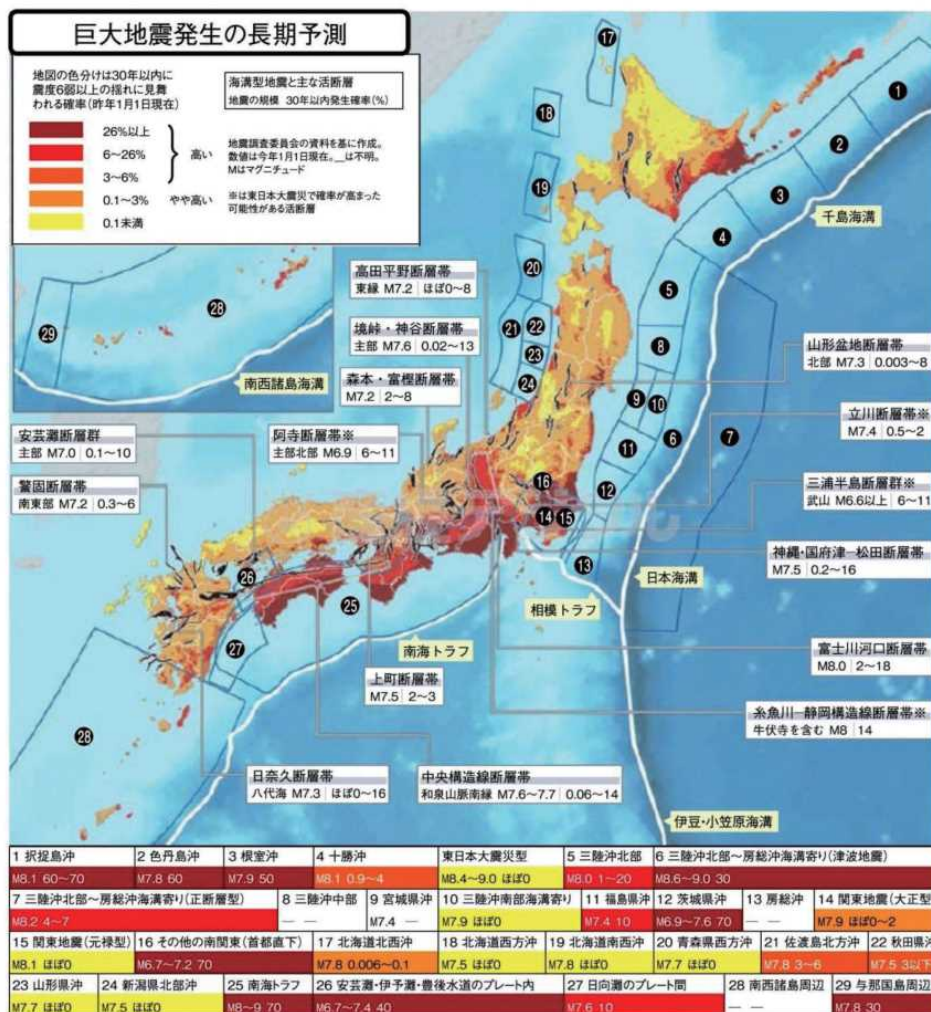 巨大地震発生の長期予測
地図の色分けは30年以内に
震度6弱以上の揺れに見舞
われる確率(昨年1月1日現在)
26%以上
6〜26%
3〜6%
高い
0.1〜3%
やや高い
0.1未満
海溝型地震と主な活断層
地震の規模 30年以内発生確率(%)
地震調査委員会の資料を基に作成。
数値は今年1月1日現在。__は不明。
Mはマグニチュード
※は東日本大震災で確率が高まった
可能性がある活断層
17
18
19
20
21
22
23
24
1
2
3
4
5
8
9
10
6
7
11
12
16
14
15
13
26
25
27
28
28
29
千島海溝
南西諸島海溝
高田平野断層帯
東縁 M7.2 ほぼ0〜8
境峠・神谷断層帯
主部 M7.6 0.02〜13
森本・富樫断層帯
M7.2 2〜8
山形盆地断層帯
北部 M7.3 0.003〜8
安芸灘断層群
主部 M7.0 0.1〜10
阿寺断層帯※
主部北部 M6.9 6〜11
立川断層帯※
M7.4 0.5〜2
警固断層帯
南東部 M7.2 0.3〜6
三浦半島断層群※
武山 M6.6以上 6〜11
神縄・国府津ー松田断層帯
M7.5 0.2〜16
日本海溝
相模トラフ
南海トラフ
富士川河口断層帯
M8.0 2〜18
上町断層帯
M7.5 2〜3
糸魚川ー静岡構造線断層帯※
牛伏寺を含む M8 14
日奈久断層帯
八代海 M7.3 ほぼ0〜16
中央構造線断層帯
和泉山脈南縁 M7.6〜7.7 0.06〜14
伊豆・小笠原海溝
1 択捉島沖 2 色丹島沖 3 根室沖 4 十勝沖 東日本大震災型 5 三陸沖北部 6 三陸沖北部〜房総沖海溝寄り(津波地震)
M8.1 60〜70 M7.8 60 M7.9 50 M8.1 0.9〜4 M8.4〜9.0 ほぼ0 M8.0 1〜20 M8.6〜9.0 30
7 三陸沖北部〜房総沖海溝寄り(正断層型) 8 三陸沖中部 9 宮城県沖 10 三陸沖南部海溝寄り 11 福島県沖 12 茨城県沖 13 房総沖 14 関東地震(大正型)
M8.2 4〜7 — — M7.4 — M7.9 ほぼ0 M7.4 10 M6.9〜7.6 70 — — M7.9 ほぼ0〜2
15 関東地震(元禄型) 16 その他の南関東(首都直下) 17 北海道北西沖 18 北海道西方沖 19 北海道南西沖 20 青森県西方沖 21 佐渡島北方沖 22 秋田県沖
M8.1 ほぼ0 M6.7〜7.2 70 M7.8 0.006〜0.1 M7.5 ほぼ0 M7.8 ほぼ0 M7.7 ほぼ0 M7.8 3〜6 M7.5 3以下
23 山形県沖 24 新潟県北部沖 25 南海トラフ 26 安芸灘・伊予灘・豊後水道のプレート内 27 日向灘のプレート間 28 南西諸島周辺 29 与那国島周辺
M7.7 ほぼ0 M7.5 ほぼ0 M8〜9 70 M6.7〜7.4 40 M7.6 10 — — M7.8 30